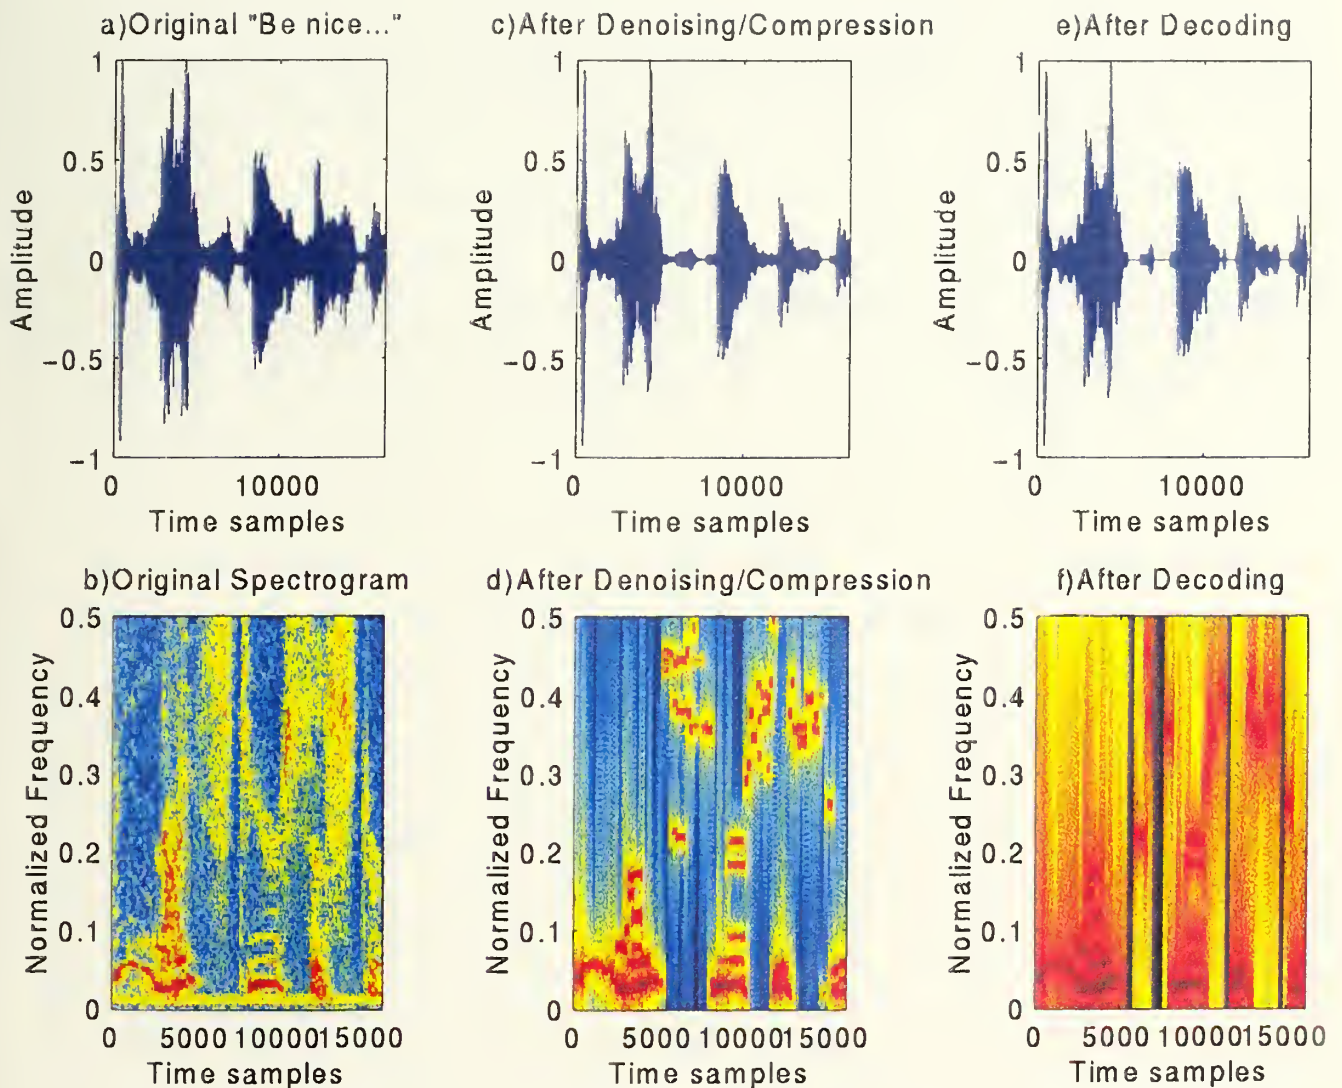 a)Original "Be nice..."
Amplitude
1
0.5
0
−0.5
−1
0
10000
Time samples
c)After Denoising/Compression
Amplitude
1
0.5
0
−0.5
−1
0
10000
Time samples
e)After Decoding
Amplitude
1
0.5
0
−0.5
−1
0
10000
Time samples
b)Original Spectrogram
Normalized Frequency
0.5
0.4
0.3
0.2
0.1
0
0
5000
10000
15000
Time samples
d)After Denoising/Compression
Normalized Frequency
0.5
0.4
0.3
0.2
0.1
0
0
5000
10000
15000
Time samples
f)After Decoding
Normalized Frequency
0.5
0.4
0.3
0.2
0.1
0
0
5000
10000
15000
Time samples